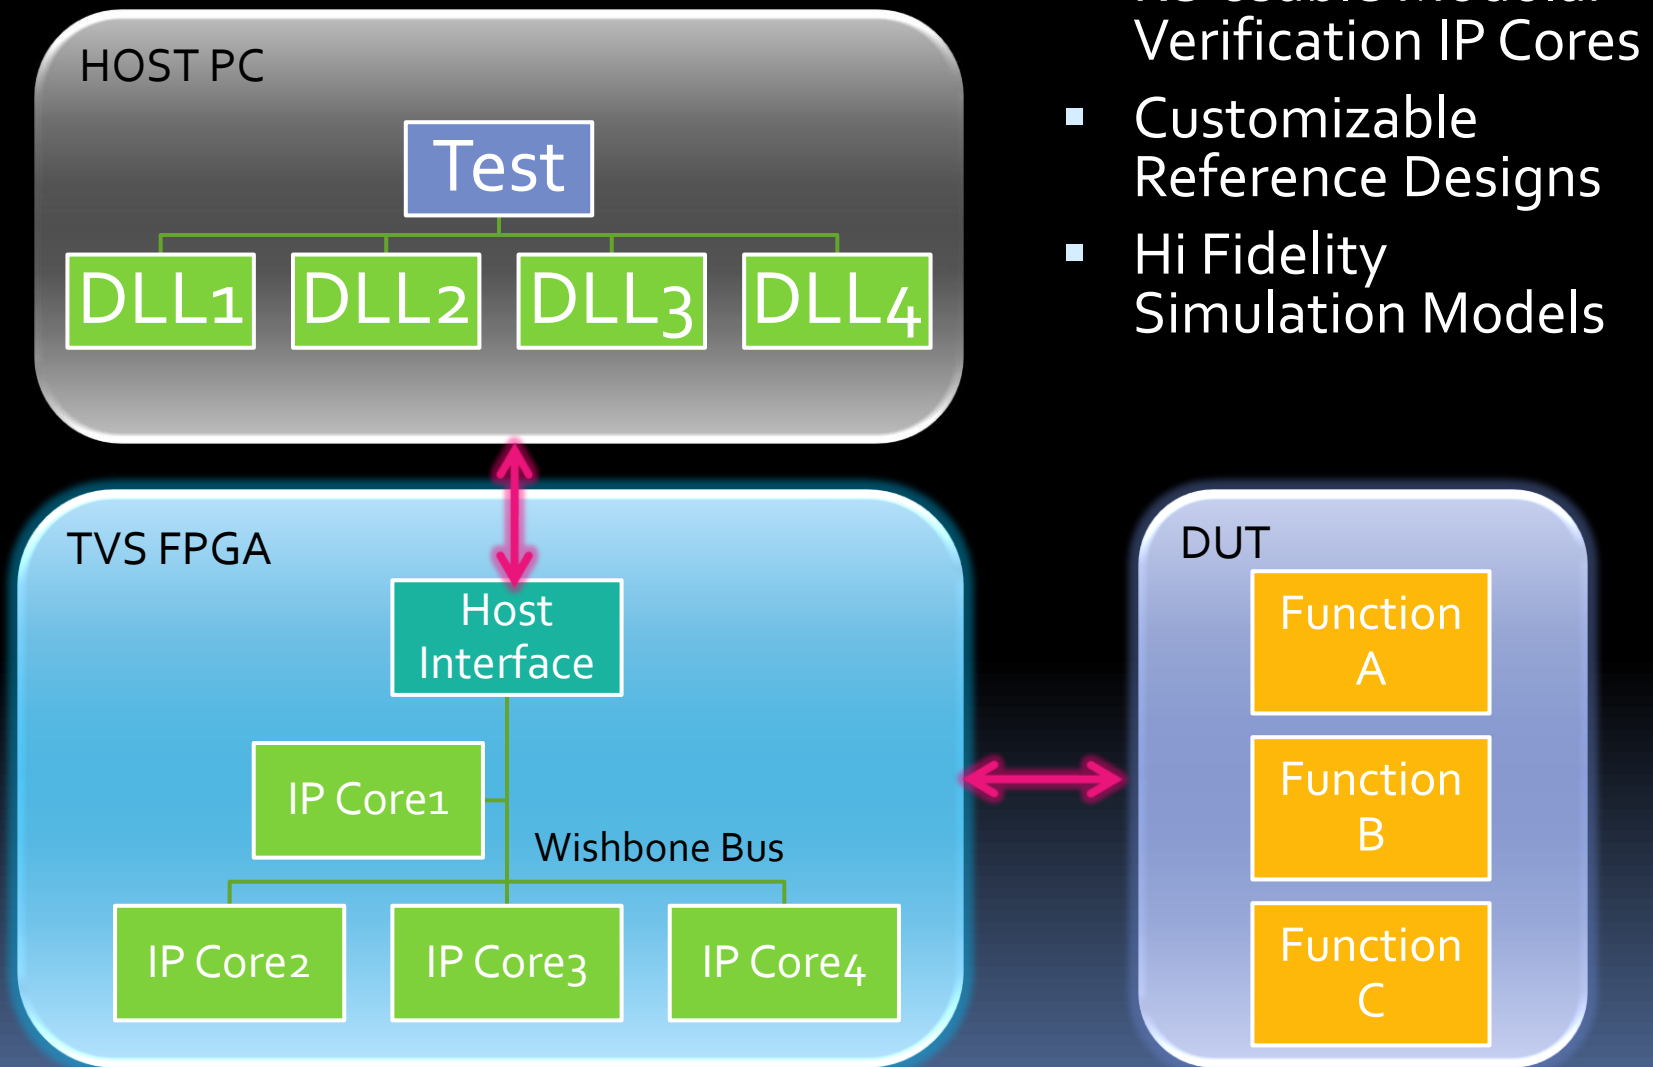 HOST PC
Test
DLL1 DLL2 DLL3 DLL4
Verification IP Cores
▪ Customizable
Reference Designs
▪ Hi Fidelity
Simulation Models
TVS FPGA
Host
Interface
IP Core1
Wishbone Bus
IP Core2 IP Core3 IP Core4
DUT
Function
A
Function
B
Function
C